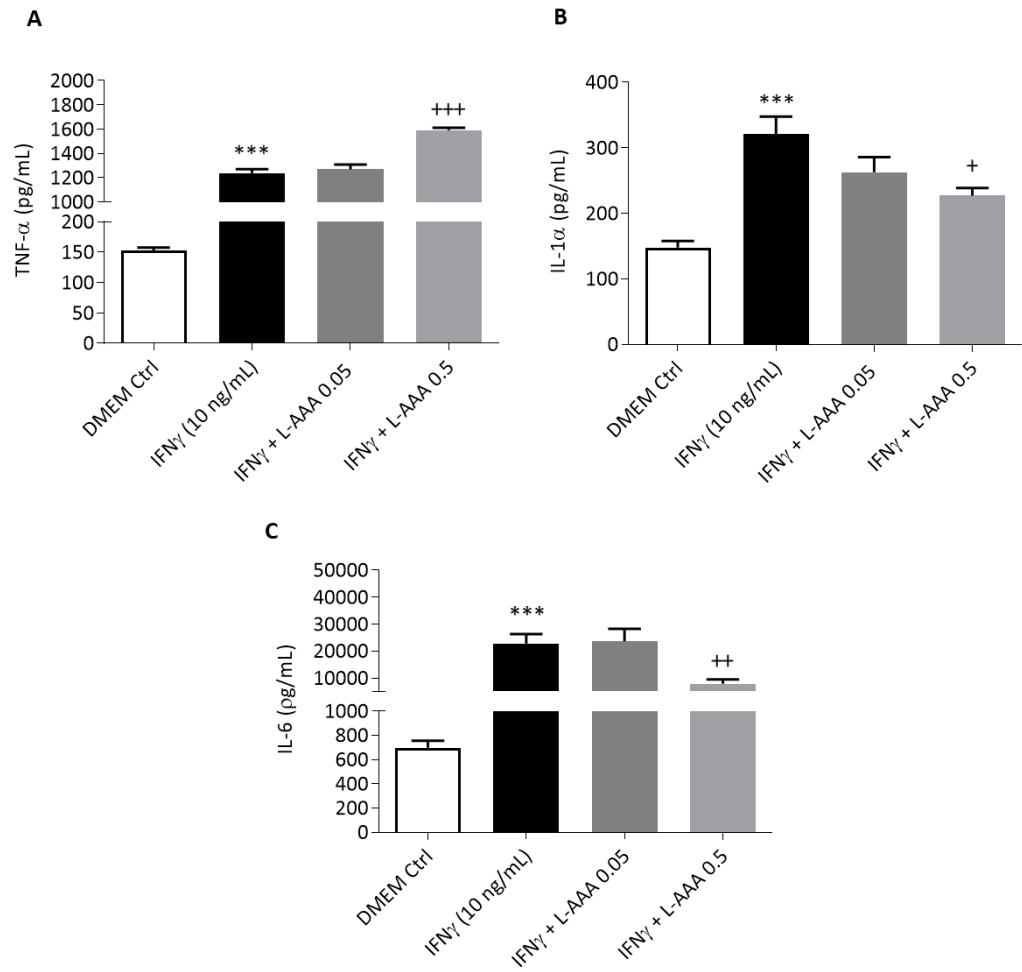 A
TNF-α (pg/mL)
2000
1800
1600
1400
1200
1000
200
150
100
50
0
***
+++
DMEM Ctrl
IFNγ (10 ng/mL)
IFNγ + L-AAA 0.05
IFNγ + L-AAA 0.5
B
IL-1α (pg/mL)
400
300
200
100
0
***
+
DMEM Ctrl
IFNγ (10 ng/mL)
IFNγ + L-AAA 0.05
IFNγ + L-AAA 0.5
C
IL-6 (ρg/mL)
50000
40000
30000
20000
10000
1000
800
600
400
200
0
***
++
DMEM Ctrl
IFNγ (10 ng/mL)
IFNγ + L-AAA 0.05
IFNγ + L-AAA 0.5